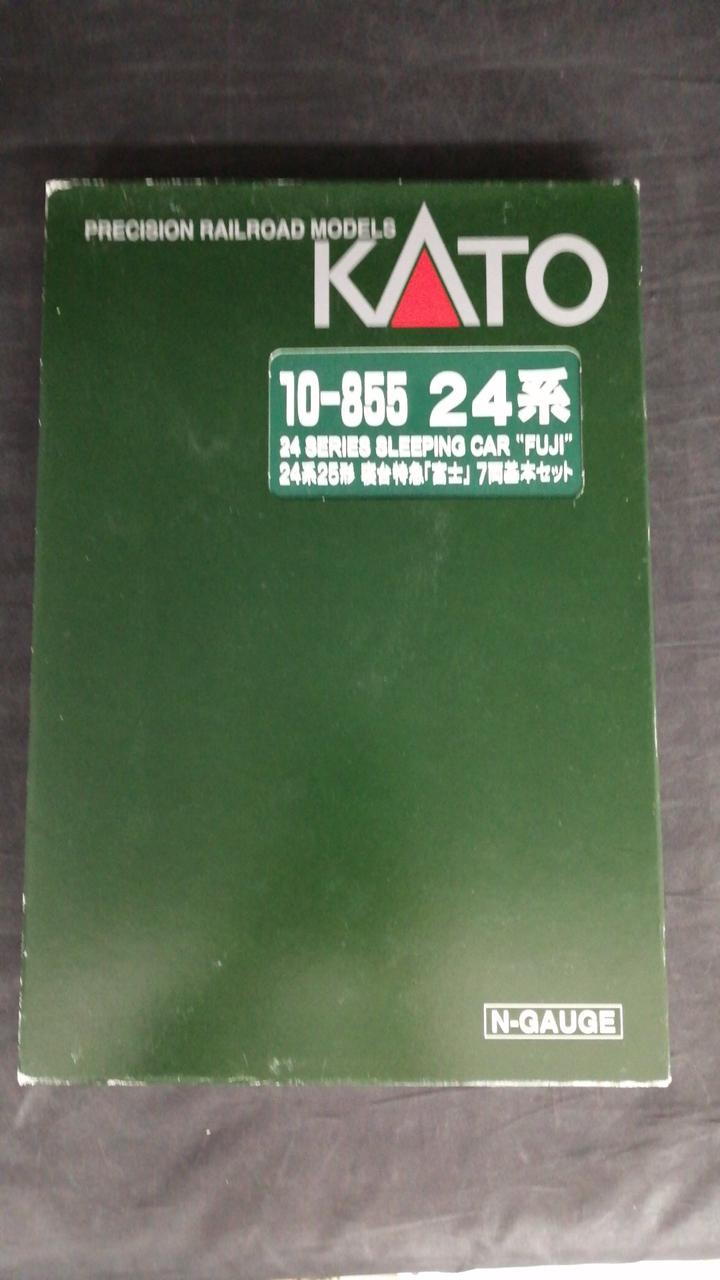 PRECISION RAILROAD MODELS
KATO
10-855 24系
24 SERIES SLEEPING CAR "FUJI"
24系25形 寝台特急「富士」 7両基本セット
N-GAUGE